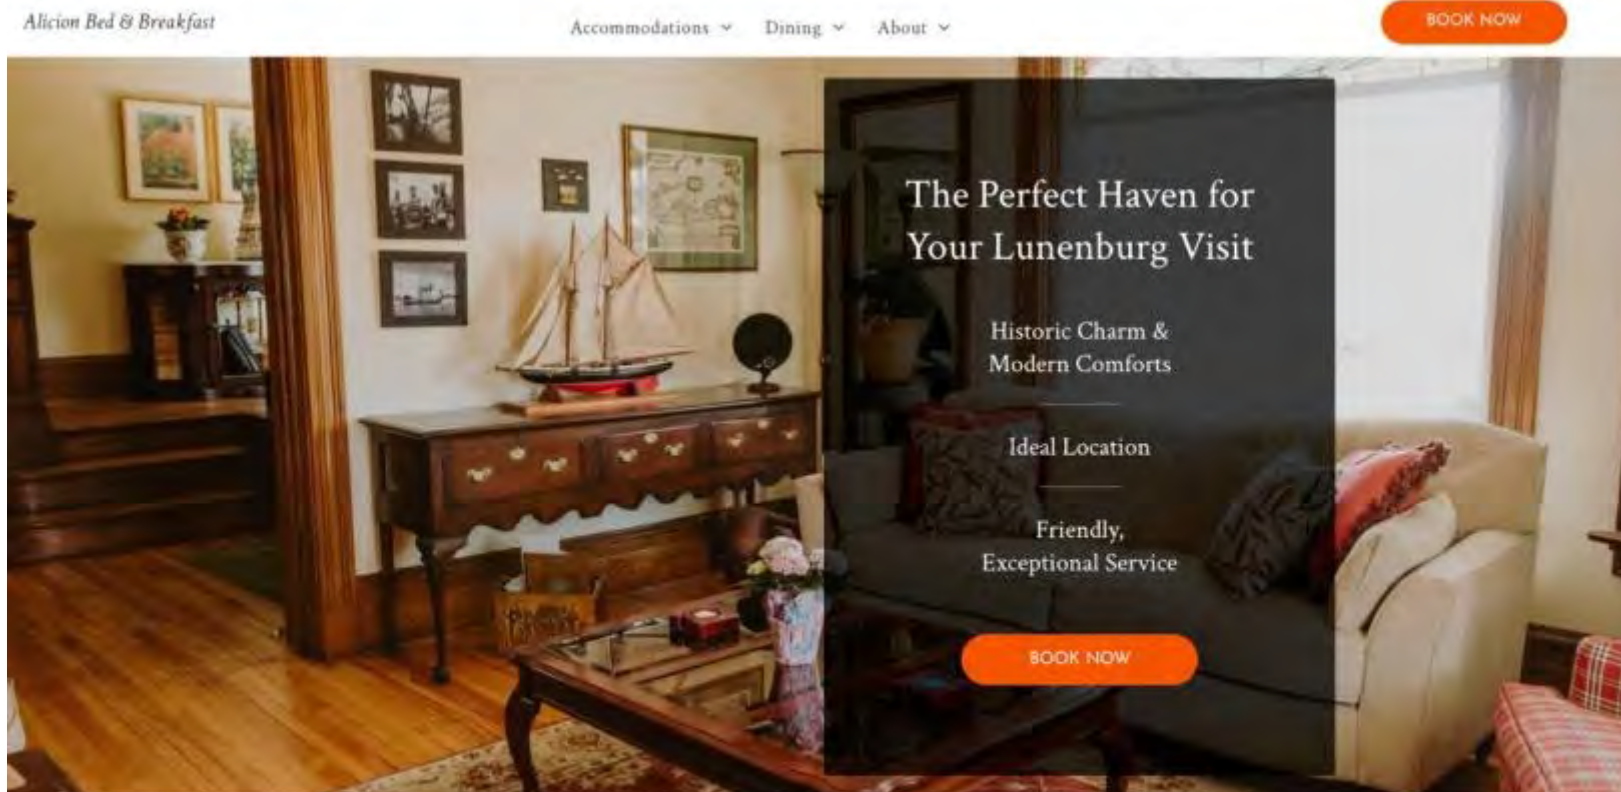 Alicion Bed & Breakfast
Accommodations
Dining
About
BOOK NOW
The Perfect Haven for
Your Lunenburg Visit
Historic Charm &
Modern Comforts
Ideal Location
Friendly,
Exceptional Service
BOOK NOW